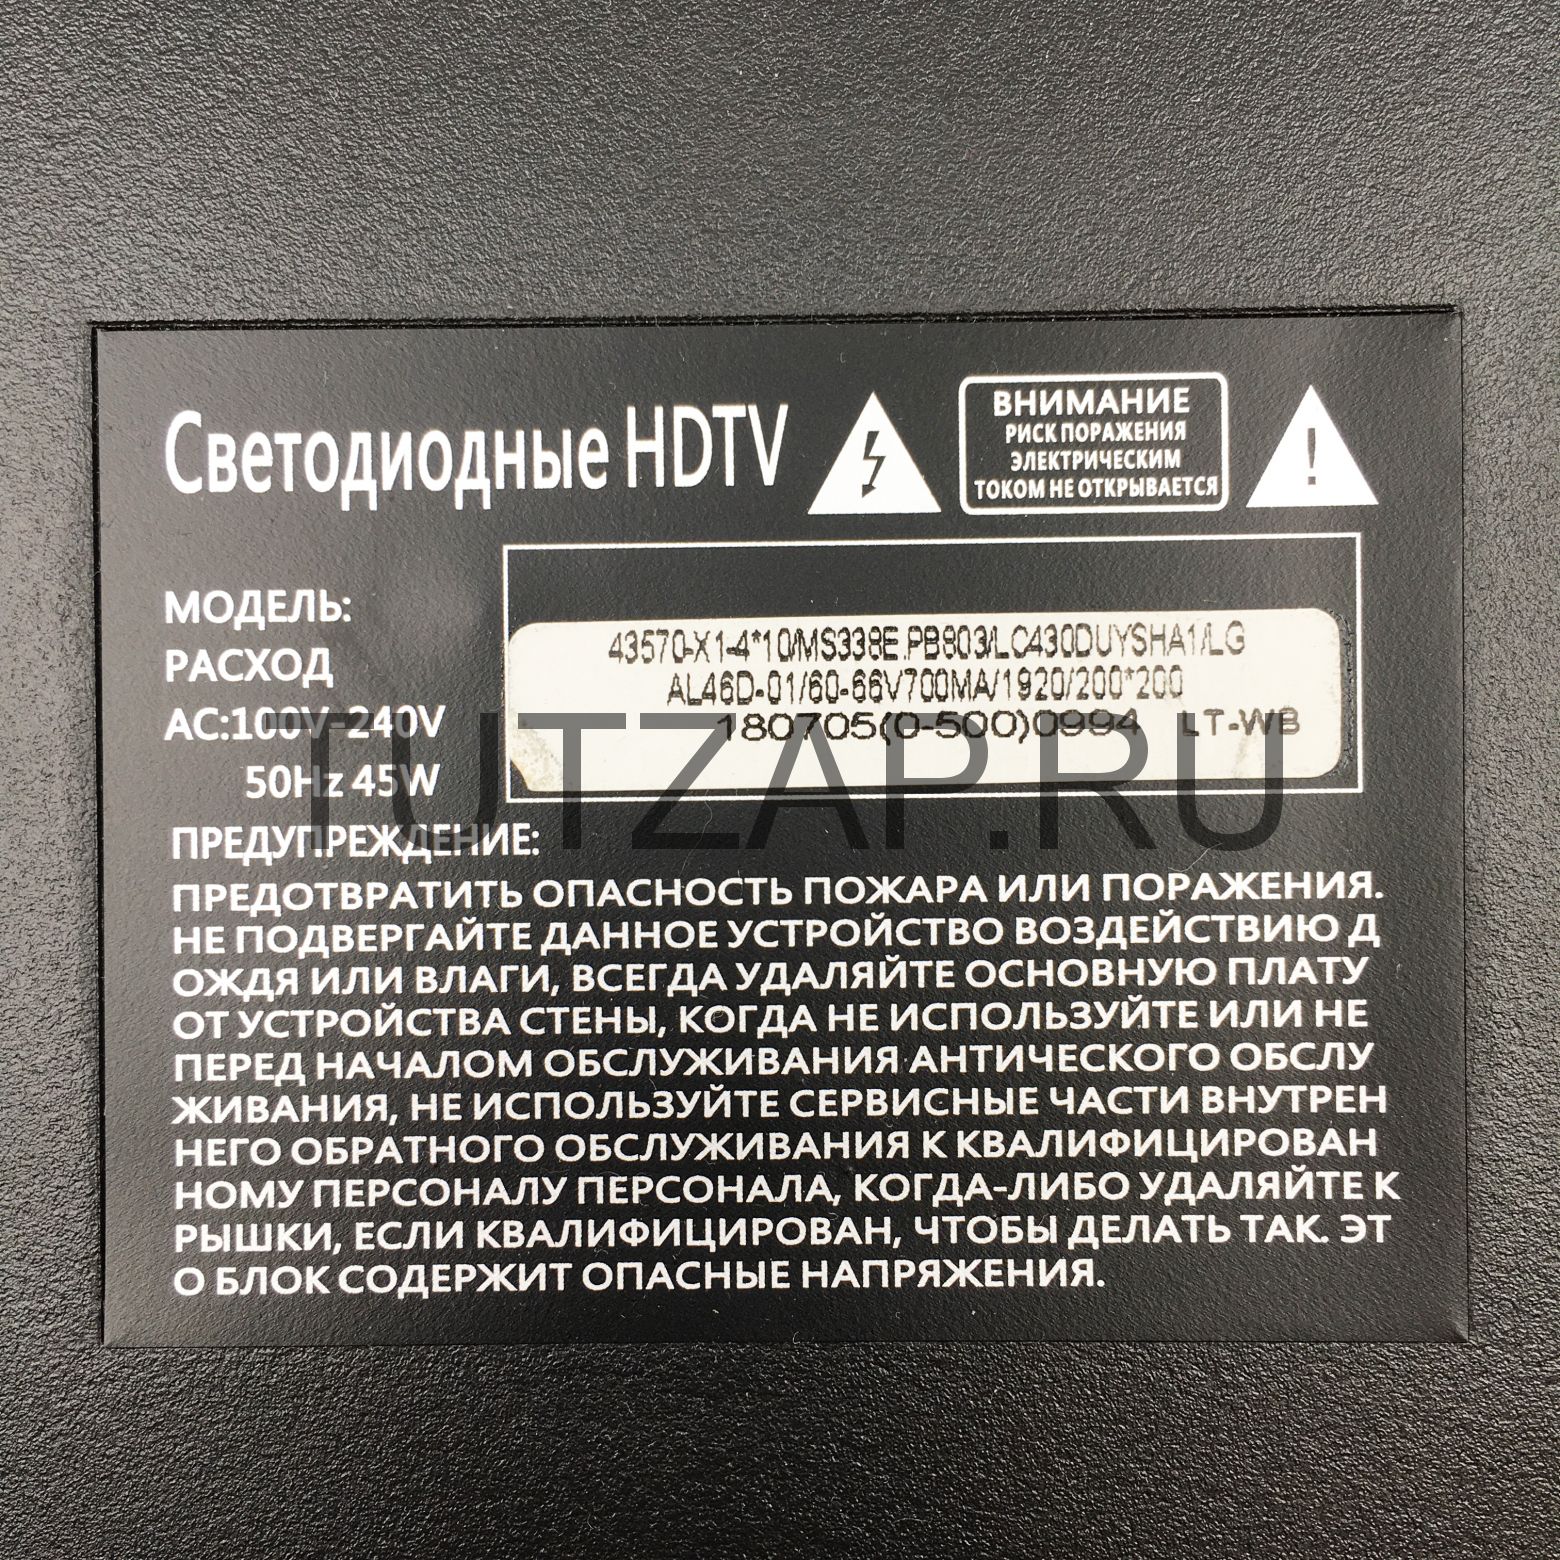 Светодиодные HDTV
ВНИМАНИЕ
РИСК ПОРАЖЕНИЯ
ЭЛЕКТРИЧЕСКИМ
ТОКОМ НЕ ОТКРЫВАЕТСЯ
!
МОДЕЛЬ:
РАСХОД
AC:100V-240V
50Hz 45W
43570-X1-4*10/MS338E.PB803/LC430DUYSHA1/LG
AL46D-01/60-66V700MA/1920/200*200
180705(0-500)0994 LT-WB
TUTZAP.RU
ПРЕДУПРЕЖДЕНИЕ:
ПРЕДОТВРАТИТЬ ОПАСНОСТЬ ПОЖАРА ИЛИ ПОРАЖЕНИЯ.
НЕ ПОДВЕРГАЙТЕ ДАННОЕ УСТРОЙСТВО ВОЗДЕЙСТВИЮ Д
ОЖДЯ ИЛИ ВЛАГИ, ВСЕГДА УДАЛЯЙТЕ ОСНОВНУЮ ПЛАТУ
ОТ УСТРОЙСТВА СТЕНЫ, КОГДА НЕ ИСПОЛЬЗУЙТЕ ИЛИ НЕ
ПЕРЕД НАЧАЛОМ ОБСЛУЖИВАНИЯ АНТИЧЕСКОГО ОБСЛУ
ЖИВАНИЯ, НЕ ИСПОЛЬЗУЙТЕ СЕРВИСНЫЕ ЧАСТИ ВНУТРЕН
НЕГО ОБРАТНОГО ОБСЛУЖИВАНИЯ К КВАЛИФИЦИРОВАН
НОМУ ПЕРСОНАЛУ ПЕРСОНАЛА, КОГДА-ЛИБО УДАЛЯЙТЕ К
РЫШКИ, ЕСЛИ КВАЛИФИЦИРОВАН, ЧТОБЫ ДЕЛАТЬ ТАК. ЭТ
О БЛОК СОДЕРЖИТ ОПАСНЫЕ НАПРЯЖЕНИЯ.